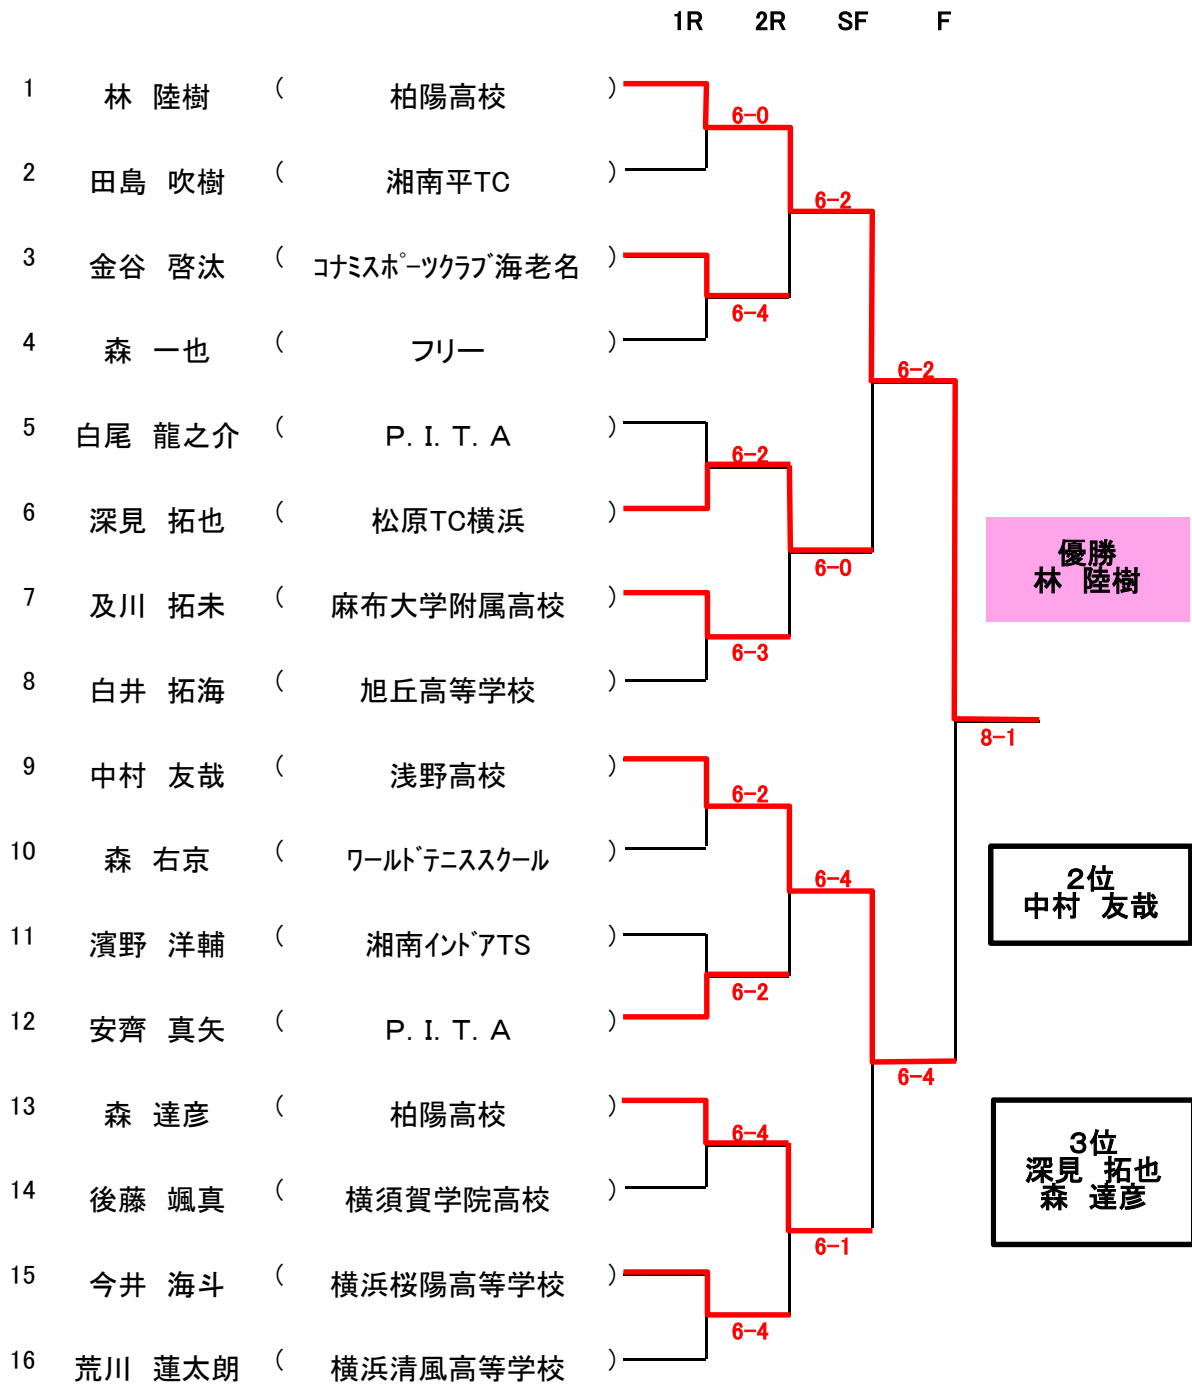 1R 2R SF F
1 林 陸樹 ( 柏陽高校 )
6-0
2 田島 吹樹 ( 湘南平TC )
6-2
3 金谷 啓汰 ( コナミスポーツクラブ海老名 )
6-4
4 森 一也 ( フリー )
6-2
5 白尾 龍之介 ( P.I.T.A )
6-2
6 深見 拓也 ( 松原TC横浜 )
6-0
優勝
林 陸樹
7 及川 拓未 ( 麻布大学附属高校 )
6-3
8 白井 拓海 ( 旭丘高等学校 )
8-1
9 中村 友哉 ( 浅野高校 )
6-2
10 森 右京 ( ワールドテニススクール )
6-4
2位
中村 友哉
11 濱野 洋輔 ( 湘南インドアTS )
6-2
12 安齊 真矢 ( P.I.T.A )
6-4
13 森 達彦 ( 柏陽高校 )
6-4
3位
深見 拓也
森 達彦
14 後藤 颯真 ( 横須賀学院高校 )
6-1
15 今井 海斗 ( 横浜桜陽高等学校 )
6-4
16 荒川 蓮太朗 ( 横浜清風高等学校 )